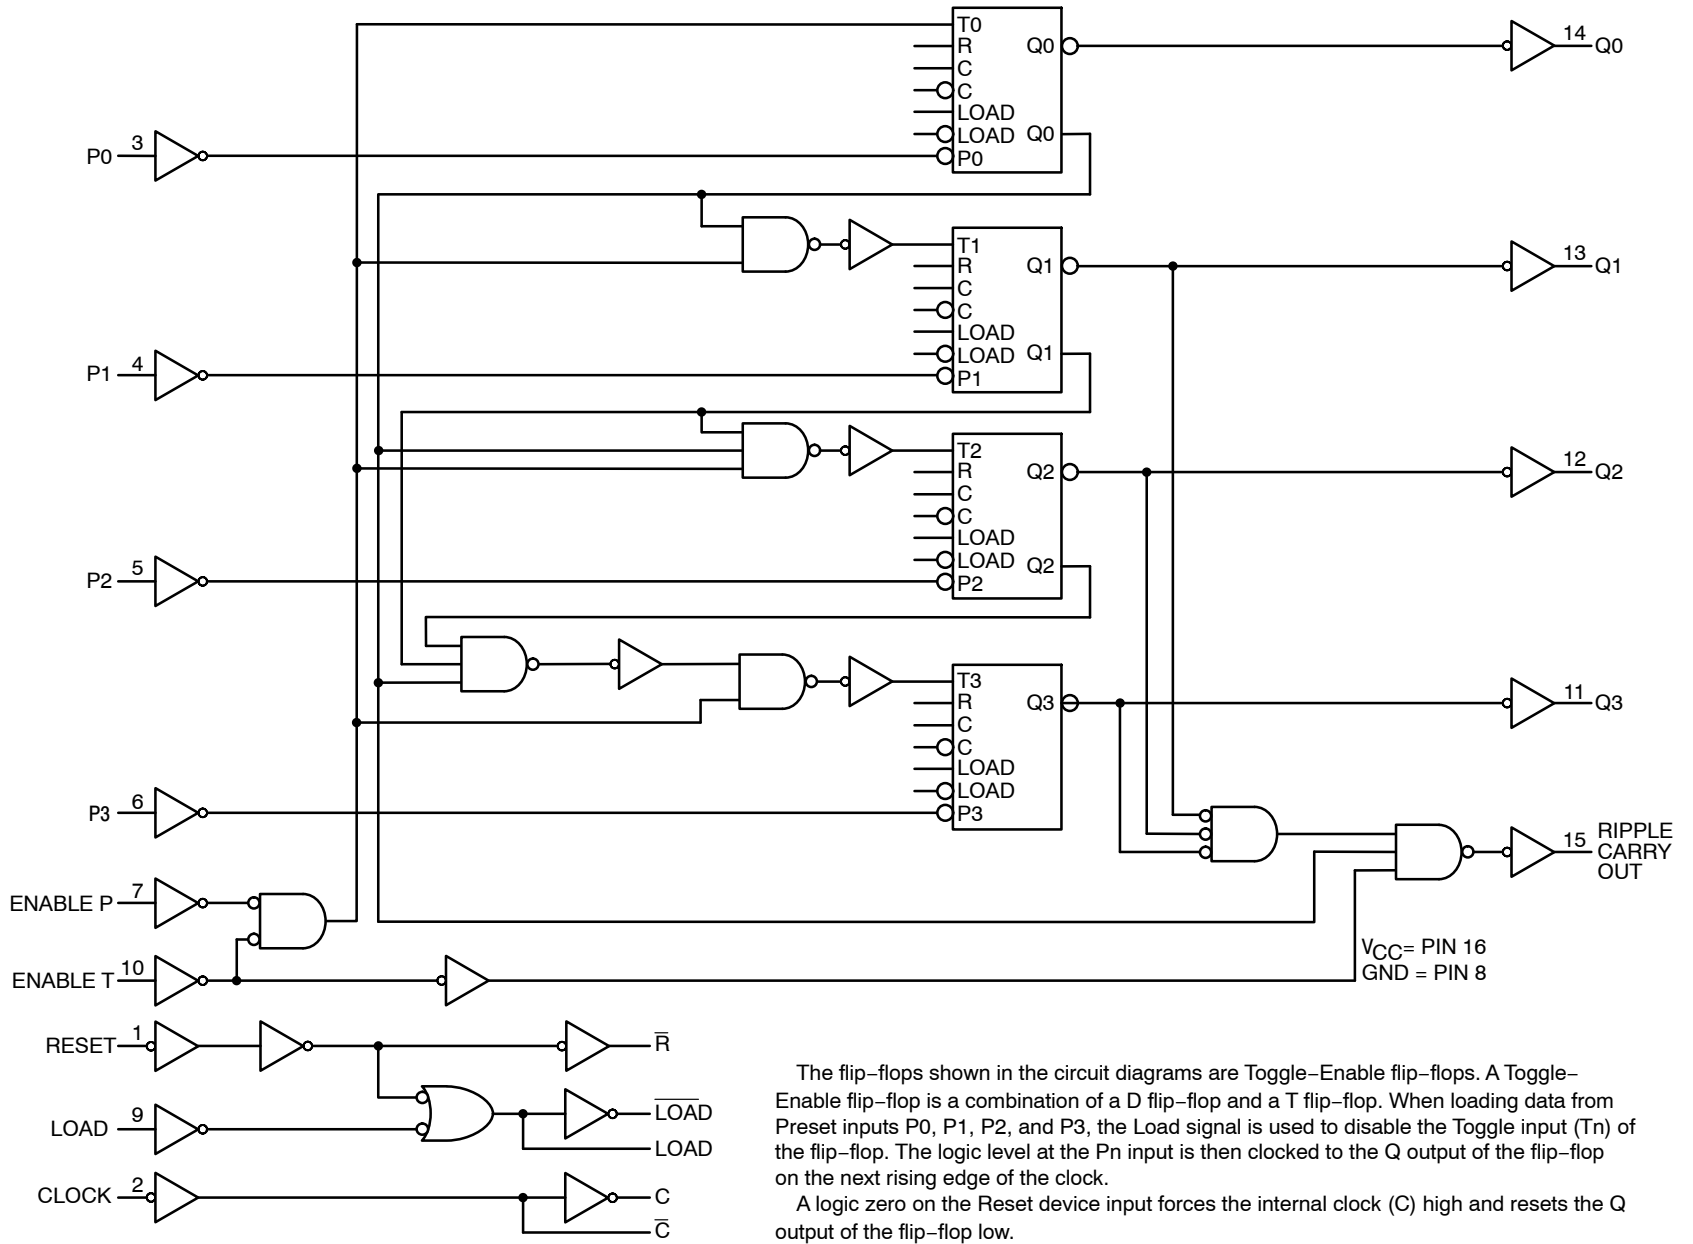 T0
R
C
C
LOAD
LOAD
P0
Q0
Q0
14
Q0
P0
3
T1
R
C
C
LOAD
LOAD
P1
Q1
Q1
13
Q1
P1
4
T2
R
C
C
LOAD
LOAD
P2
Q2
Q2
12
Q2
P2
5
T3
R
C
C
LOAD
LOAD
P3
Q3
11
Q3
P3
6
15
RIPPLE
CARRY
OUT
ENABLE P
7
ENABLE T
10
VCC= PIN 16
GND = PIN 8
RESET
1
R̅
LOAD
9
L̅O̅A̅D̅
LOAD
CLOCK
2
C
C̅
The flip−flops shown in the circuit diagrams are Toggle−Enable flip−flops. A Toggle−
Enable flip−flop is a combination of a D flip−flop and a T flip−flop. When loading data from
Preset inputs P0, P1, P2, and P3, the Load signal is used to disable the Toggle input (Tn) of
the flip−flop. The logic level at the Pn input is then clocked to the Q output of the flip−flop
on the next rising edge of the clock.
A logic zero on the Reset device input forces the internal clock (C) high and resets the Q
output of the flip−flop low.